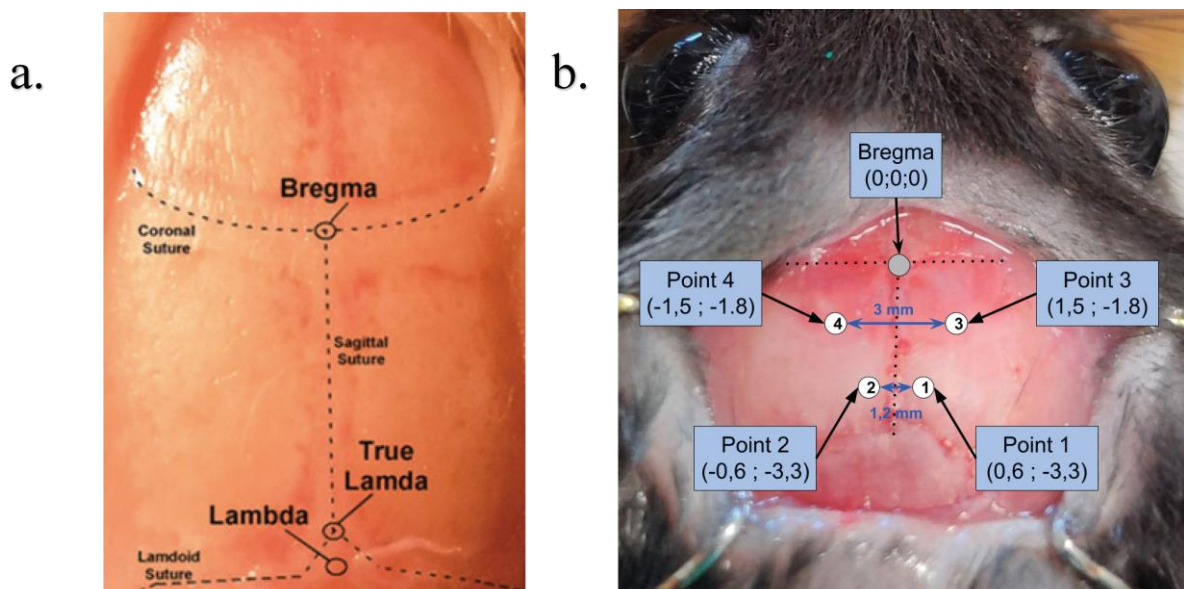 a.
Bregma
Coronal
Suture
Sagittal
Suture
True
Lamda
Lambda
Lamdoid
Suture
b.
Bregma
(0;0;0)
Point 4
(-1,5 ; -1.8)
Point 3
(1,5 ; -1.8)
3 mm
4
3
2
1
1,2 mm
Point 2
(-0,6 ; -3,3)
Point 1
(0,6 ; -3,3)